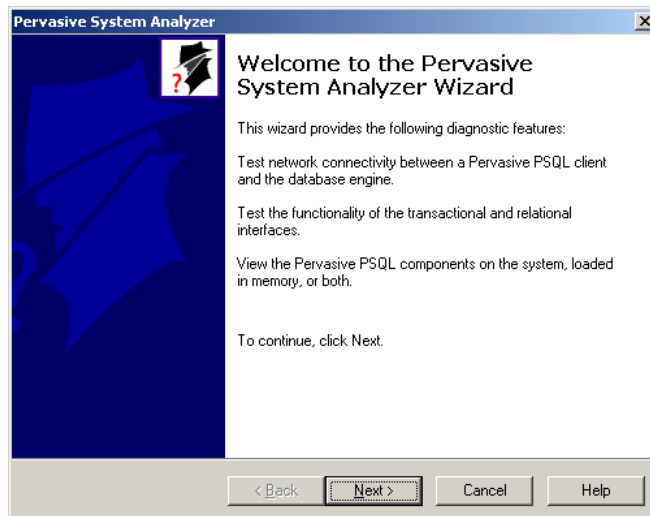 Pervasive System Analyzer
?
Welcome to the Pervasive
System Analyzer Wizard
This wizard provides the following diagnostic features:
Test network connectivity between a Pervasive PSQL client
and the database engine.
Test the functionality of the transactional and relational
interfaces.
View the Pervasive PSQL components on the system, loaded
in memory, or both.
To continue, click Next.
< Back
Next >
Cancel
Help